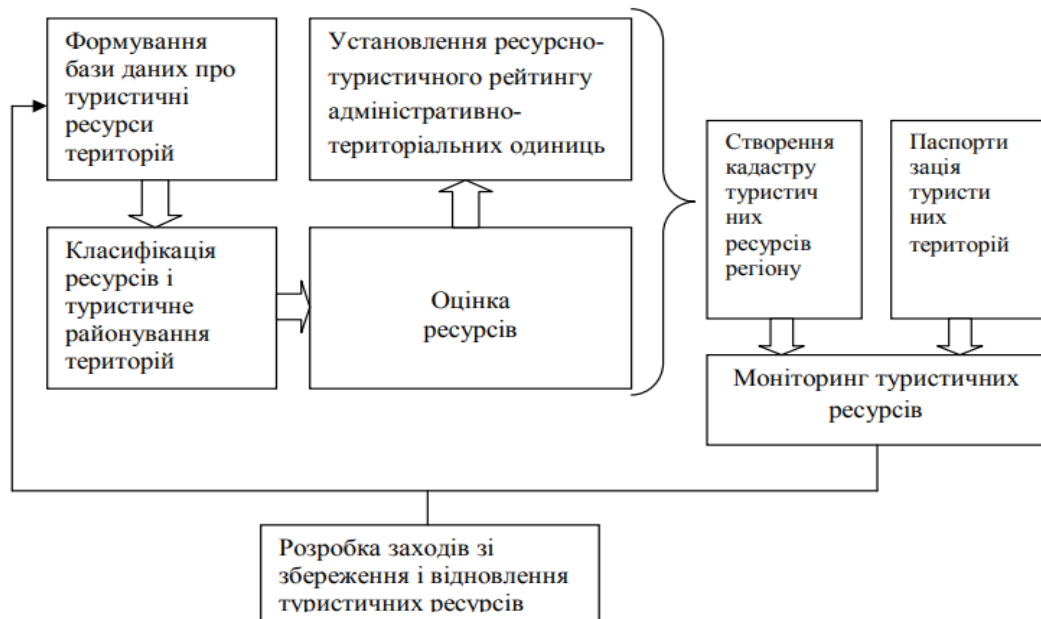 Формування
бази даних про
туристичні
ресурси
територій
Установлення ресурсно-
туристичного рейтингу
адміністративно-
територіальних одиниць
Класифікація
ресурсів і
туристичне
районування
територій
Оцінка
ресурсів
Створення
кадастру
туристич
них
ресурсів
регіону
Паспорти
зація
туристи
них
територій
Моніторинг туристичних
ресурсів
Розробка заходів зі
збереження і відновлення
туристичних ресурсів